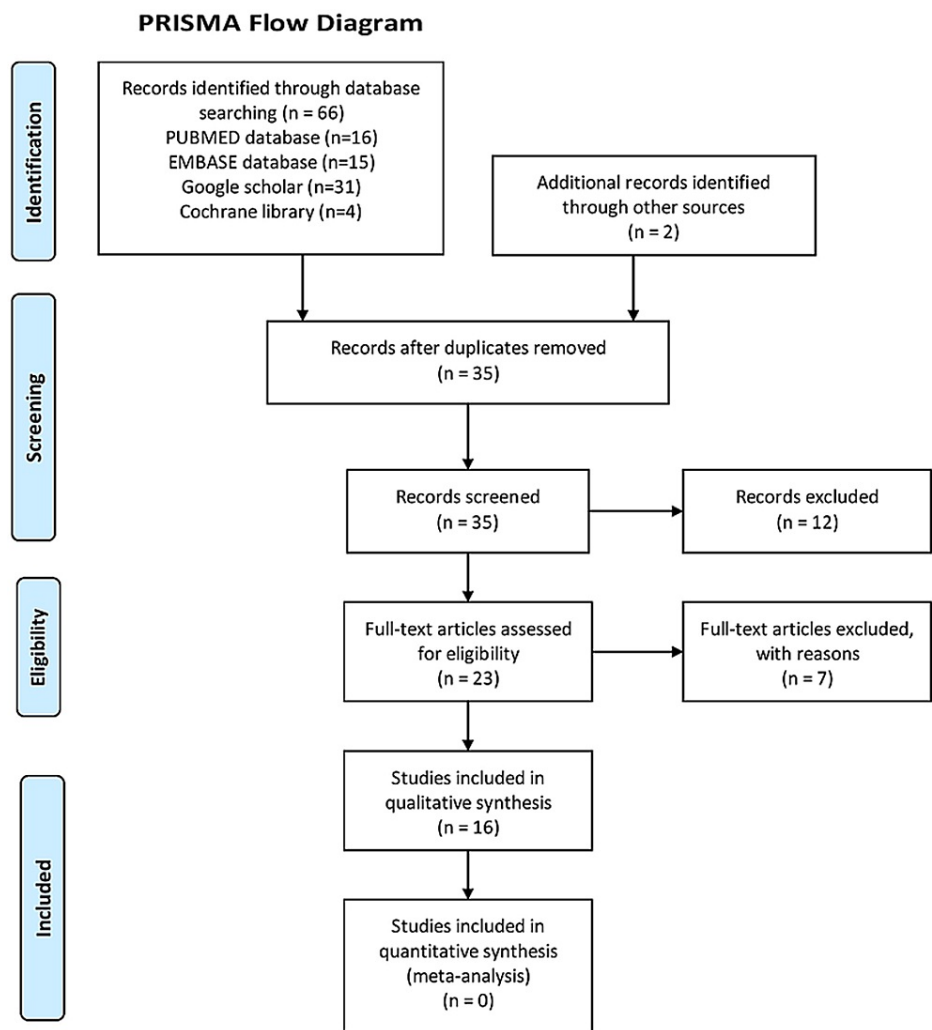 PRISMA Flow Diagram
Identification
Records identified through database
searching (n = 66)
PUBMED database (n=16)
EMBASE database (n=15)
Google scholar (n=31)
Cochrane library (n=4)
Additional records identified
through other sources
(n = 2)
Screening
Records after duplicates removed
(n = 35)
Records screened
(n = 35)
Records excluded
(n = 12)
Eligibility
Full-text articles assessed
for eligibility
(n = 23)
Full-text articles excluded,
with reasons
(n = 7)
Included
Studies included in
qualitative synthesis
(n = 16)
Studies included in
quantitative synthesis
(meta-analysis)
(n = 0)